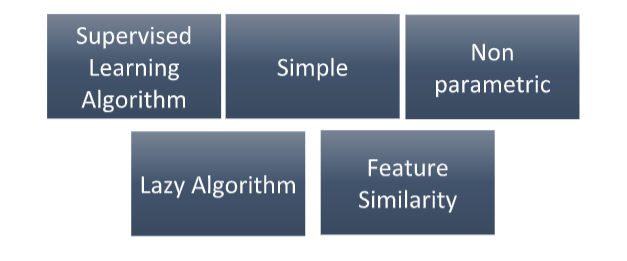 Supervised
Learning
Algorithm
Simple
Non
parametric
Lazy Algorithm
Feature
Similarity